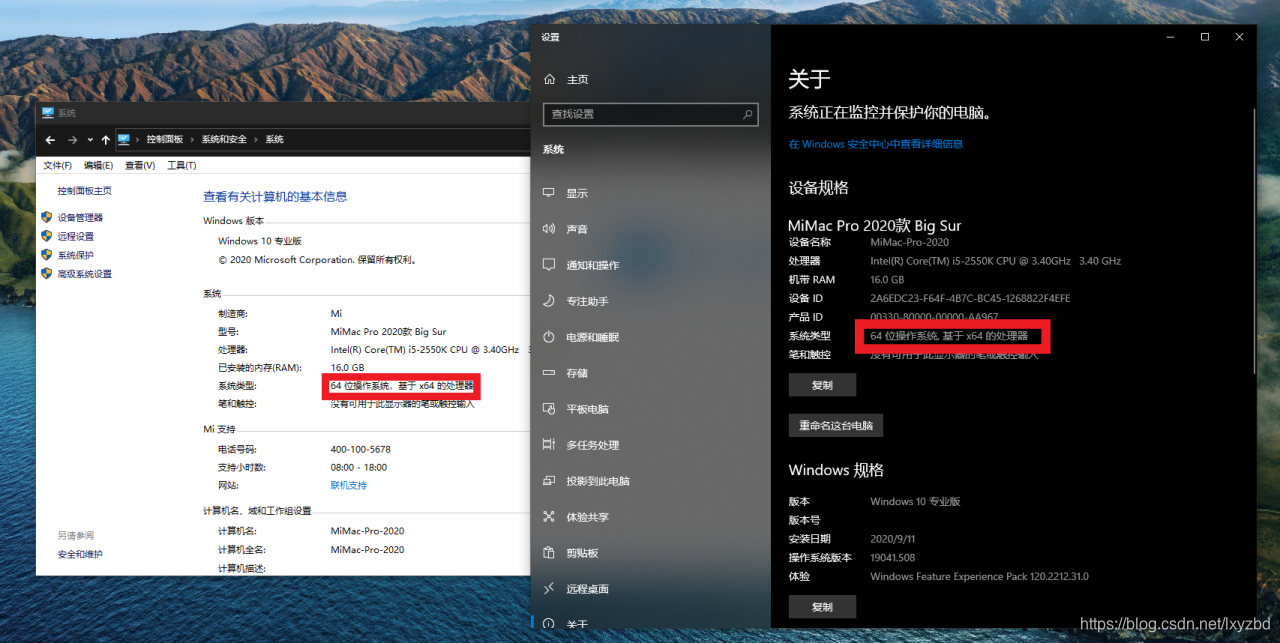 系统
控制面板 › 系统和安全 › 系统
文件(F) 编辑(E) 查看(V) 工具(T)
控制面板主页
设备管理器
远程设置
系统保护
高级系统设置
另请参阅
安全和维护
查看有关计算机的基本信息
Windows 版本
Windows 10 专业版
© 2020 Microsoft Corporation. 保留所有权利。
系统
制造商: Mi
型号: MiMac Pro 2020款 Big Sur
处理器: Intel(R) Core(TM) i5-2550K CPU @ 3.40GHz
已安装的内存(RAM): 16.0 GB
系统类型: 64 位操作系统，基于 x64 的处理器
笔和触控: 没有可用于此显示器的笔或触控输入
Mi 支持
电话号码: 400-100-5678
支持小时数: 08:00 - 18:00
网站: 联机支持
计算机名、域和工作组设置
计算机名: MiMac-Pro-2020
计算机全名: MiMac-Pro-2020
计算机描述:
设置
主页
查找设置
系统
显示
声音
通知和操作
专注助手
电源和睡眠
存储
平板电脑
多任务处理
投影到此电脑
体验共享
剪贴板
远程桌面
关于
关于
系统正在监控并保护你的电脑。
在 Windows 安全中心中查看详细信息
设备规格
MiMac Pro 2020款 Big Sur
设备名称 MiMac-Pro-2020
处理器 Intel(R) Core(TM) i5-2550K CPU @ 3.40GHz 3.40 GHz
机带 RAM 16.0 GB
设备 ID 2A6EDC23-F64F-4B7C-BC45-1268822F4EFE
产品 ID 00330-80000-00000-AA967
系统类型 64 位操作系统, 基于 x64 的处理器
笔和触控 没有可用于此显示器的笔或触控输入
复制
重命名这台电脑
Windows 规格
版本 Windows 10 专业版
版本号
安装日期 2020/9/11
操作系统版本 19041.508
体验 Windows Feature Experience Pack 120.2212.31.0
复制
https://blog.csdn.net/lxyzbd